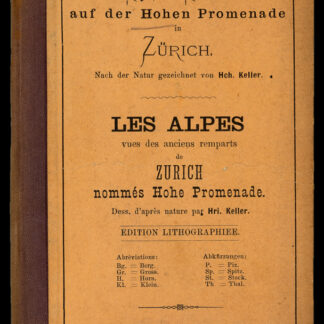 auf der Hohen Promenade
in
ZÜRICH.
Nach der Natur gezeichnet von Hch. Keller.
LES ALPES
vues des anciens remparts
de
ZURICH
nommés Hohe Promenade.
Dess. d'après nature par Hri. Keller.
EDITION LITHOGRAPHIEE.
Abréviations: Abkürzungen:
Bg. = Berg. P. = Piz.
Gr. = Gross. Sp. = Spitz.
H. = Horn. St. = Stock.
Kl. = Klein. Th = Thal.